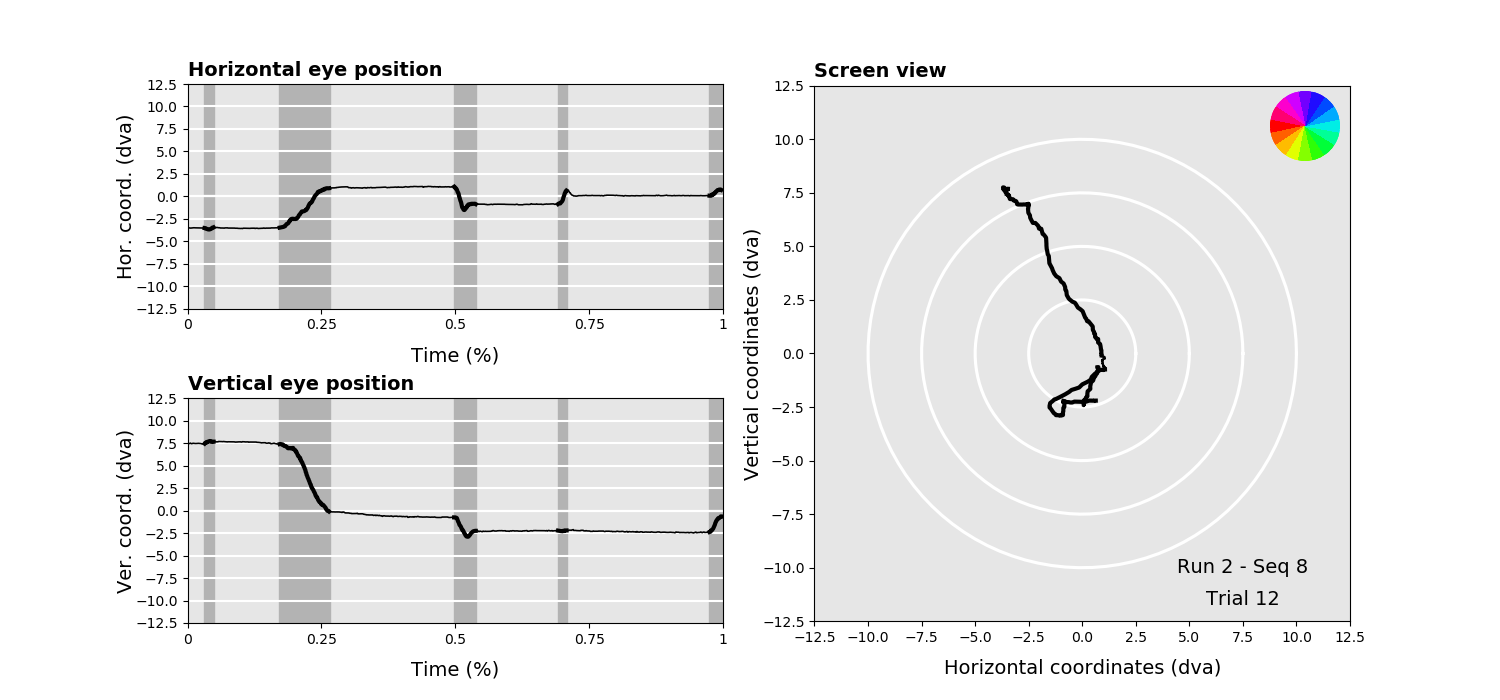 Horizontal eye position
12.5
10.0
7.5
5.0
2.5
0.0
−2.5
−5.0
−7.5
−10.0
−12.5
Hor. coord. (dva)
0 0.25 0.5 0.75 1
Time (%)
Vertical eye position
12.5
10.0
7.5
5.0
2.5
0.0
−2.5
−5.0
−7.5
−10.0
−12.5
Ver. coord. (dva)
0 0.25 0.5 0.75 1
Time (%)
Screen view
12.5
10.0
7.5
5.0
2.5
0.0
−2.5
−5.0
−7.5
−10.0
−12.5
Vertical coordinates (dva)
Run 2 - Seq 8
Trial 12
−12.5 −10.0 −7.5 −5.0 −2.5 0.0 2.5 5.0 7.5 10.0 12.5
Horizontal coordinates (dva)